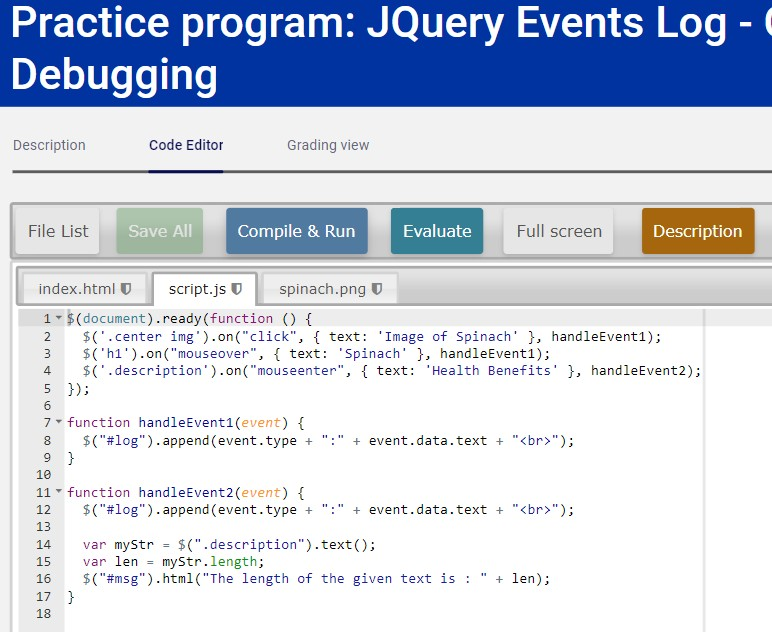 Practice program: JQuery Events Log -
Debugging
Description Code Editor Grading view
File List Save All Compile & Run Evaluate Full screen Description
index.html script.js spinach.png
1 $(document).ready(function () {
2 $('.center img').on("click", { text: 'Image of Spinach' }, handleEvent1);
3 $('h1').on("mouseover", { text: 'Spinach' }, handleEvent1);
4 $('.description').on("mouseenter", { text: 'Health Benefits' }, handleEvent2);
5 });
6
7 function handleEvent1(event) {
8 $("#log").append(event.type + ":" + event.data.text + "<br>");
9 }
10
11 function handleEvent2(event) {
12 $("#log").append(event.type + ":" + event.data.text + "<br>");
13
14 var myStr = $(".description").text();
15 var len = myStr.length;
16 $("#msg").html("The length of the given text is : " + len);
17 }
18